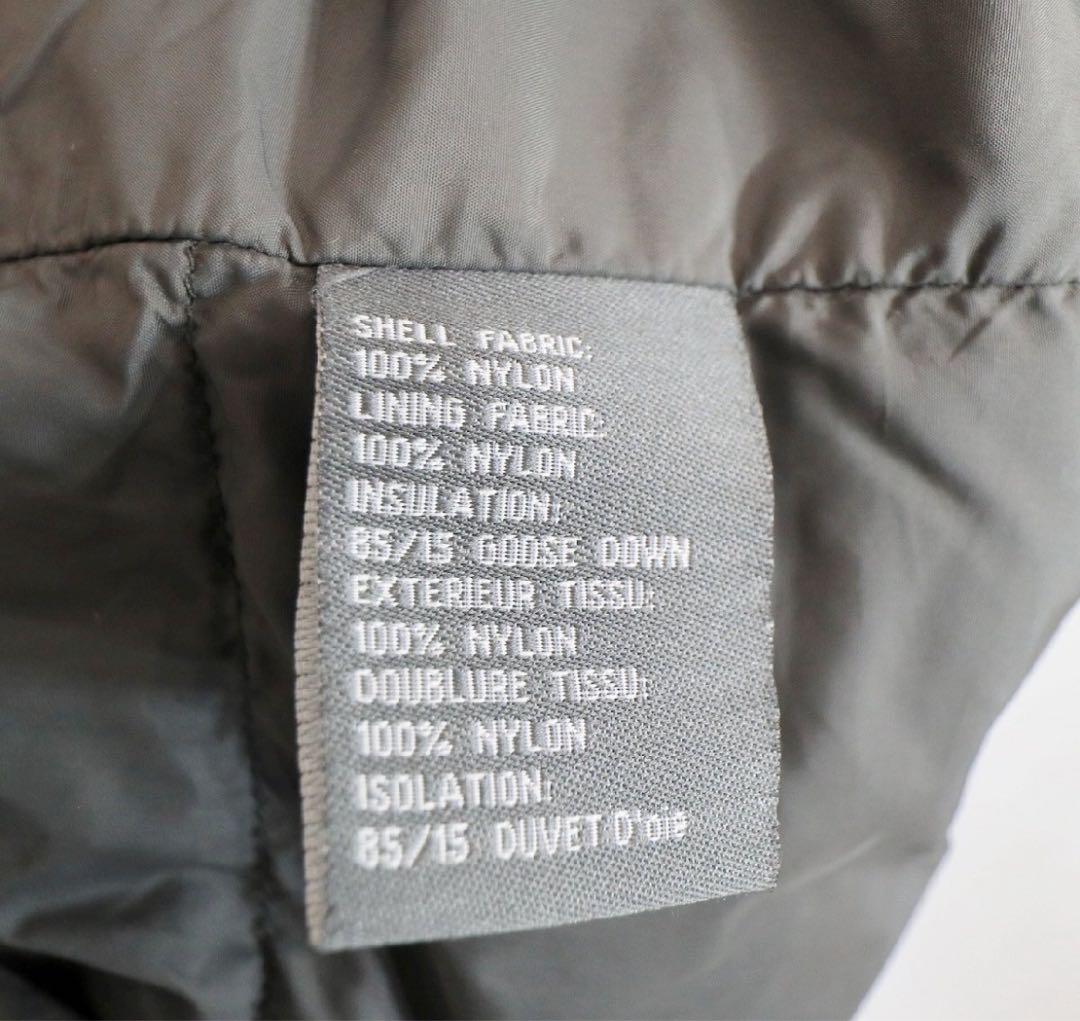 SHELL FABRIC:
100% NYLON
LINING FABRIC:
100% NYLON
INSULATION:
85/15 GOOSE DOWN
EXTERIEUR TISSU:
100% NYLON
DOUBLURE TISSU:
100% NYLON
ISOLATION:
85/15 DUVET D'oie